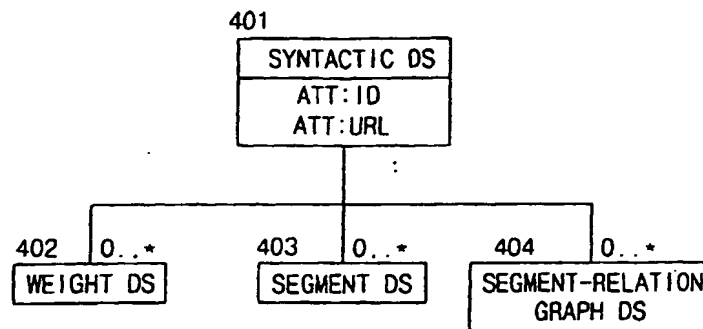 401
SYNTACTIC DS
ATT:ID
ATT:URL
402 0..*
403 0..*
404 0..*
WEIGHT DS
SEGMENT DS
SEGMENT-RELATION
GRAPH DS